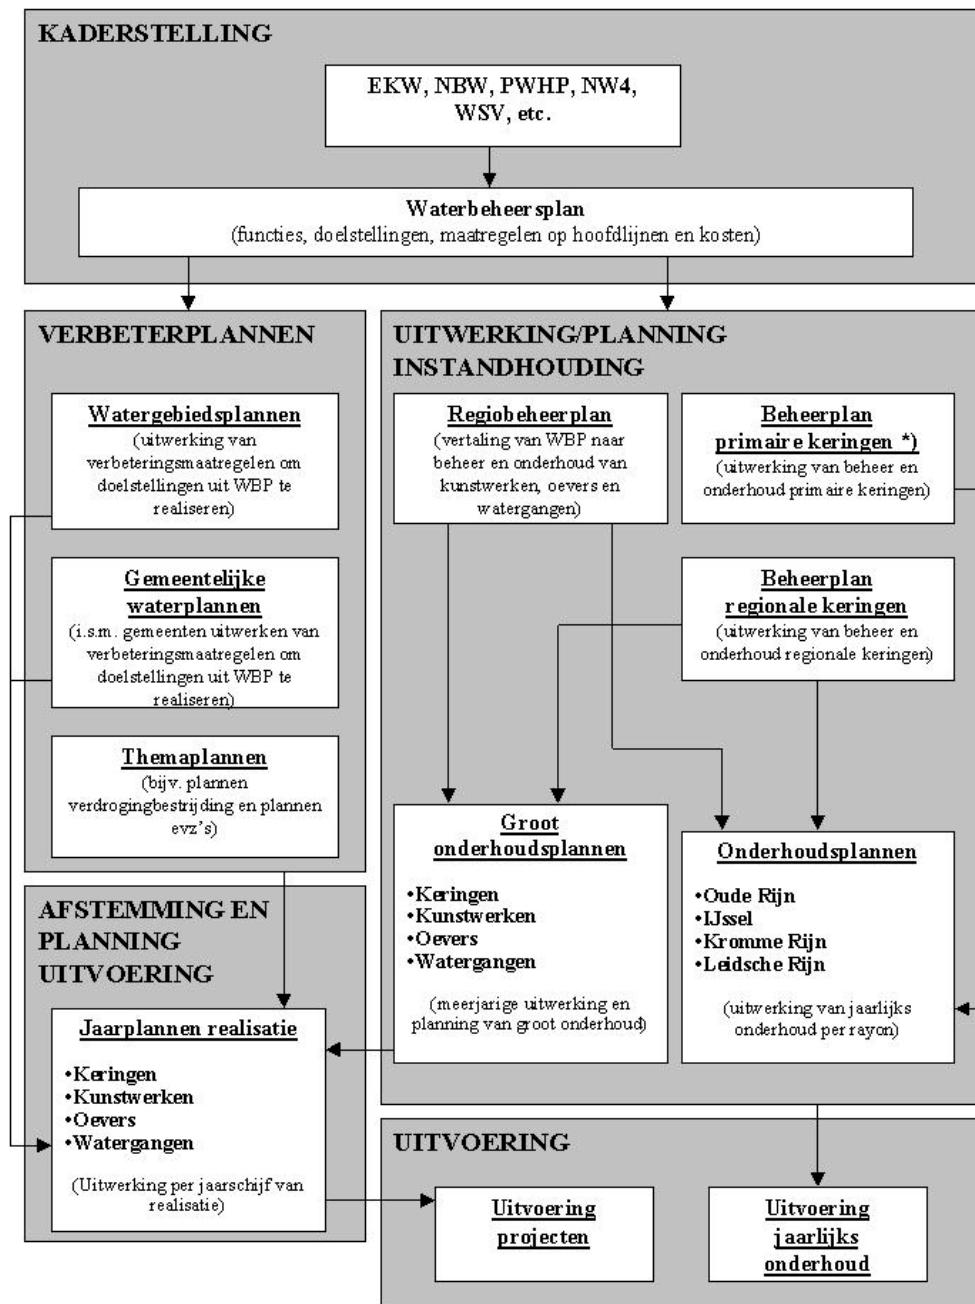 KADERSTELLING
EKW, NBW, PWHP, NW4,
WSV, etc.
Waterbeheersplan
(functies, doelstellingen, maatregelen op hoofdlijnen en kosten)
VERBETERPLANNEN
Watergebiedsplannen
(uitwerking van
verbeteringsmaatregelen om
doelstellingen uit WBP te
realiseren)
Gemeentelijke
waterplannen
(i.s.m. gemeenten uitwerken van
verbeteringsmaatregelen om
doelstellingen uit WBP te
realiseren)
Themaplannen
(bijv. plannen
verdrogingbestrijding en plannen
evz's)
UITWERKING/PLANNING
INSTANDHOUDING
Regiobeheerplan
(vertaling van WBP naar
beheer en onderhoud van
kunstwerken, oevers en
watergangen)
Beheerplan
primaire keringen *)
(uitwerking van beheer en
onderhoud primaire keringen)
Beheerplan
regionale keringen
(uitwerking van beheer en
onderhoud regionale keringen)
Groot
onderhoudsplannen
•Keringen
•Kunstwerken
•Oevers
•Watergangen
(meerjarige uitwerking en
planning van groot onderhoud)
Onderhoudsplannen
•Oude Rijn
•IJssel
•Kromme Rijn
•Leidsche Rijn
(uitwerking van jaarlijks
onderhoud per rayon)
AFSTEMMING EN
PLANNING
UITVOERING
Jaarplannen realisatie
•Keringen
•Kunstwerken
•Oevers
•Watergangen
(Uitwerking per jaarschijf van
realisatie)
UITVOERING
Uitvoering
projecten
Uitvoering
jaarlijks
onderhoud